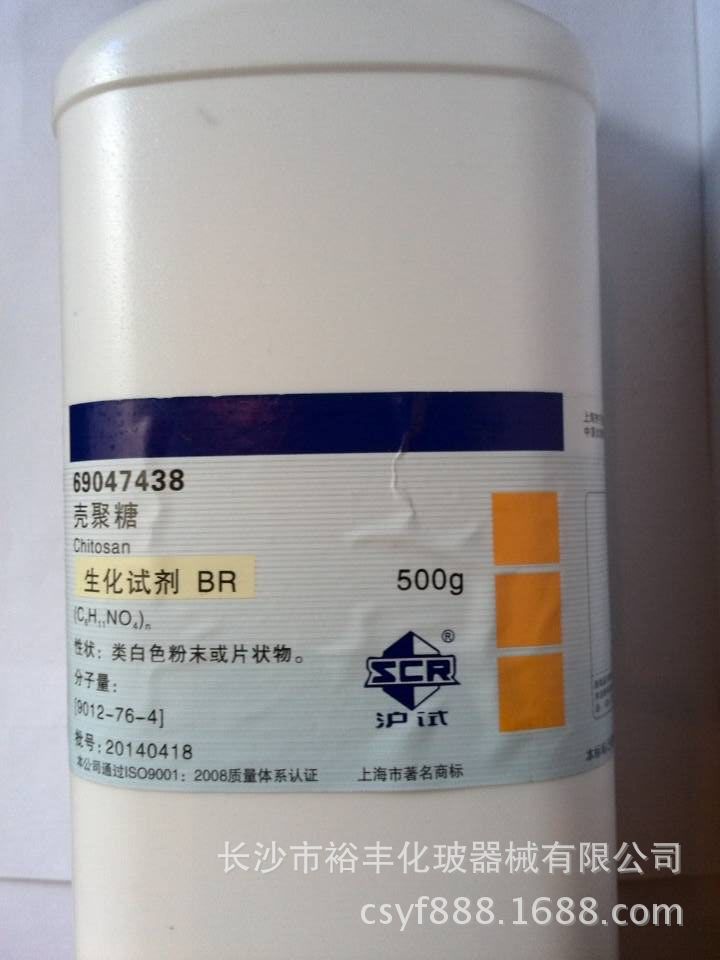 69047438
壳聚糖
Chitosan
生化试剂 BR
500g
(C₆H₁₁NO₄)ₙ
性状：类白色粉末或片状物。
分子量：
[9012-76-4]
批号：20140418
本公司通过ISO9001：2008质量体系认证
上海市著名商标
®
SCR
沪试
长沙市裕丰化玻器械有限公司
csyf888.1688.com